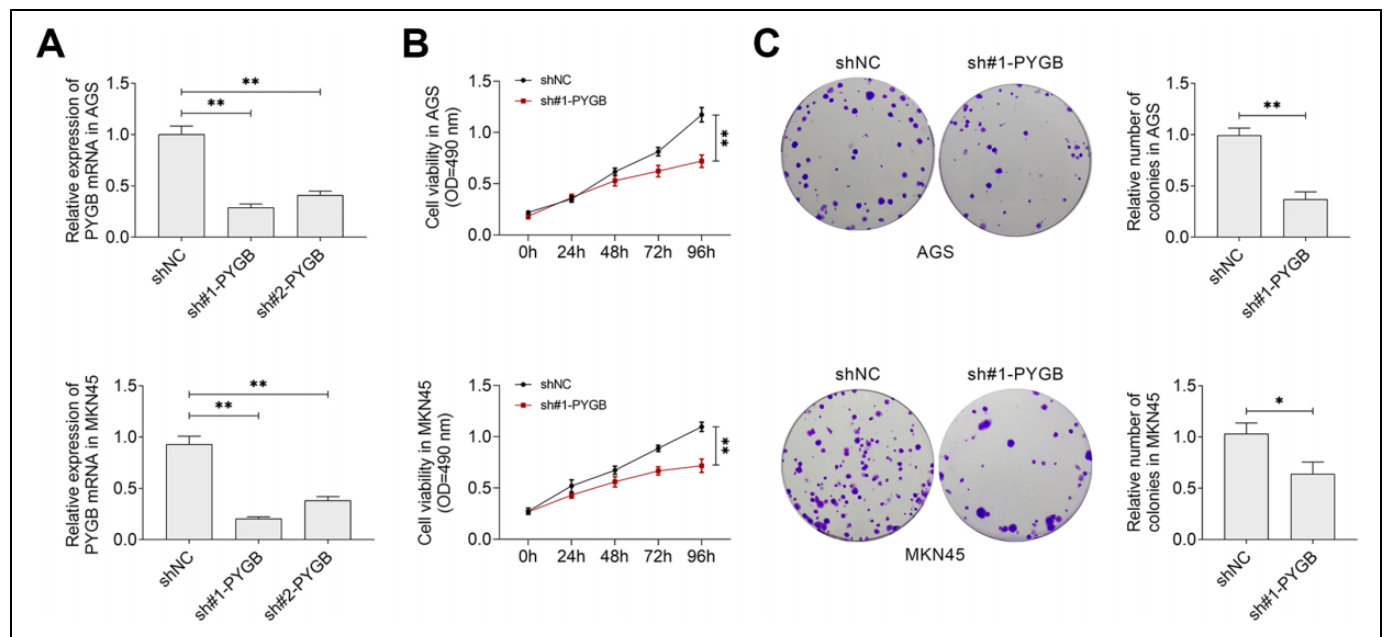 A
Relative expression of
PYGB mRNA in AGS
1.5
1.0
0.5
0.0
**
**
shNC
sh#1-PYGB
sh#2-PYGB
B
Cell viability in AGS
(OD=490 nm)
1.5
1.0
0.5
0.0
shNC
sh#1-PYGB
**
0h 24h 48h 72h 96h
C
shNC sh#1-PYGB
AGS
Relative number of
colonies in AGS
1.5
1.0
0.5
0.0
**
shNC
sh#1-PYGB
Relative expression of
PYGB mRNA in MKN45
1.5
1.0
0.5
0.0
**
**
shNC
sh#1-PYGB
sh#2-PYGB
Cell viability in MKN45
(OD=490 nm)
1.5
1.0
0.5
0.0
shNC
sh#1-PYGB
**
0h 24h 48h 72h 96h
shNC sh#1-PYGB
MKN45
Relative number of
colonies in MKN45
1.5
1.0
0.5
0.0
*
shNC
sh#1-PYGB